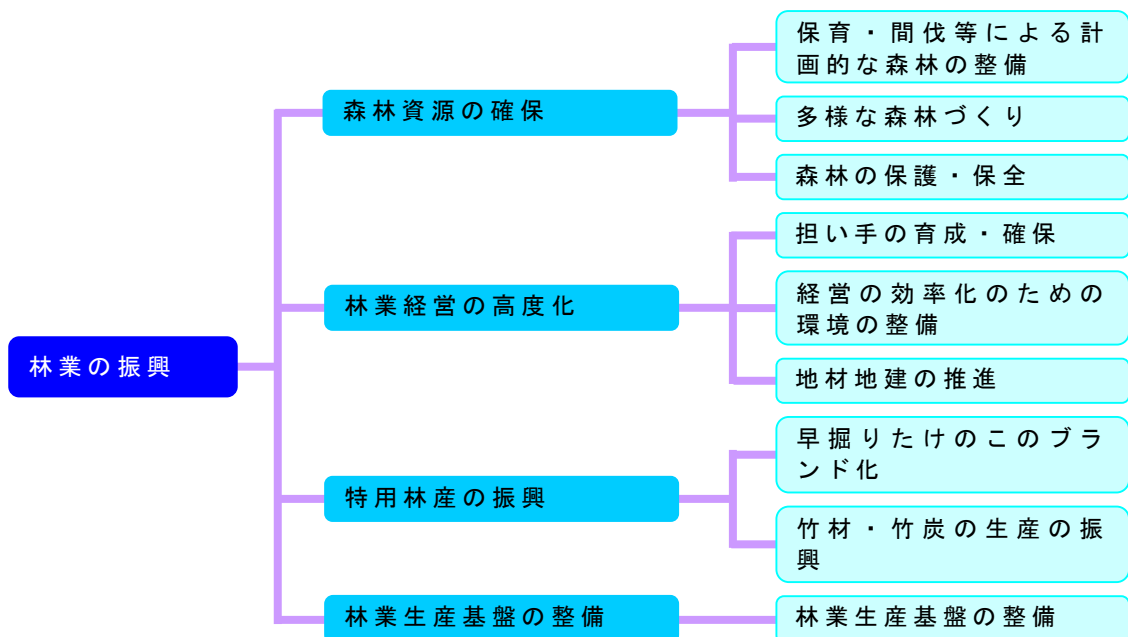 林業の振興
森林資源の確保
保育・間伐等による計
画的な森林の整備
多様な森林づくり
森林の保護・保全
林業経営の高度化
担い手の育成・確保
経営の効率化のための
環境の整備
地材地建の推進
特用林産の振興
早掘りたけのこのブラ
ンド化
竹材・竹炭の生産の振
興
林業生産基盤の整備
林業生産基盤の整備